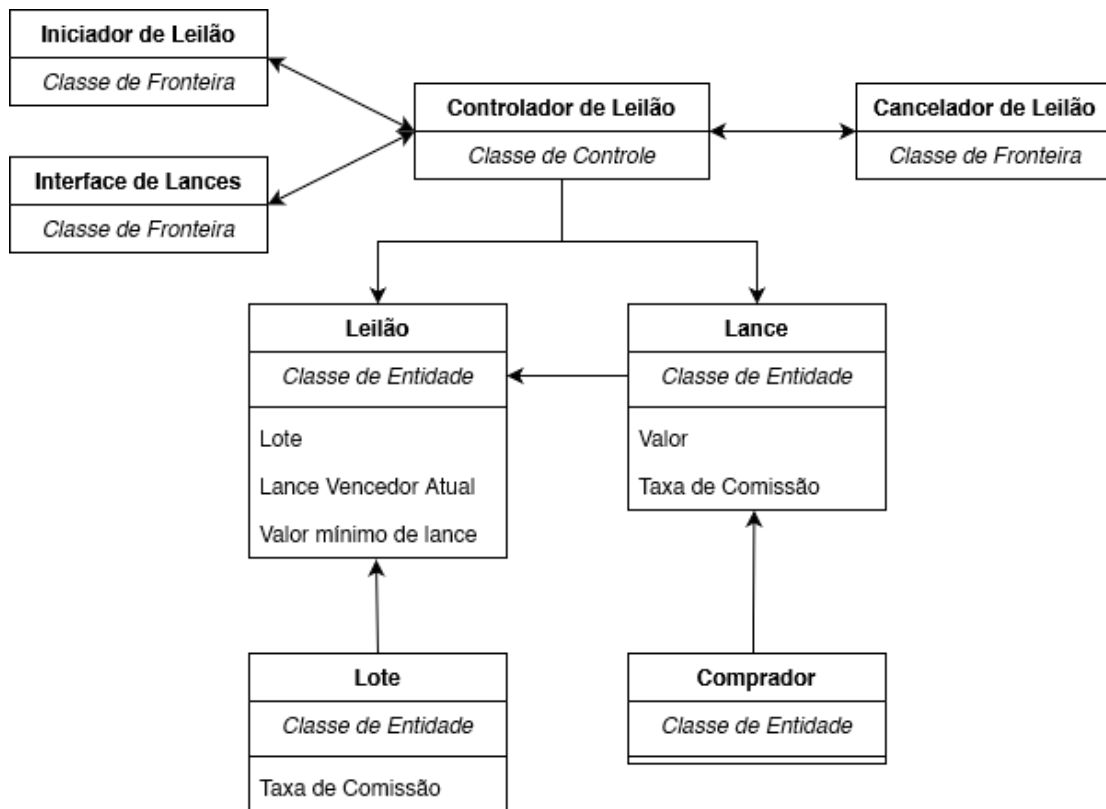 Iniciador de Leilão
Classe de Fronteira
Controlador de Leilão
Classe de Controle
Cancelador de Leilão
Classe de Fronteira
Interface de Lances
Classe de Fronteira
Leilão
Classe de Entidade
Lote
Lance Vencedor Atual
Valor mínimo de lance
Lance
Classe de Entidade
Valor
Taxa de Comissão
Lote
Classe de Entidade
Taxa de Comissão
Comprador
Classe de Entidade